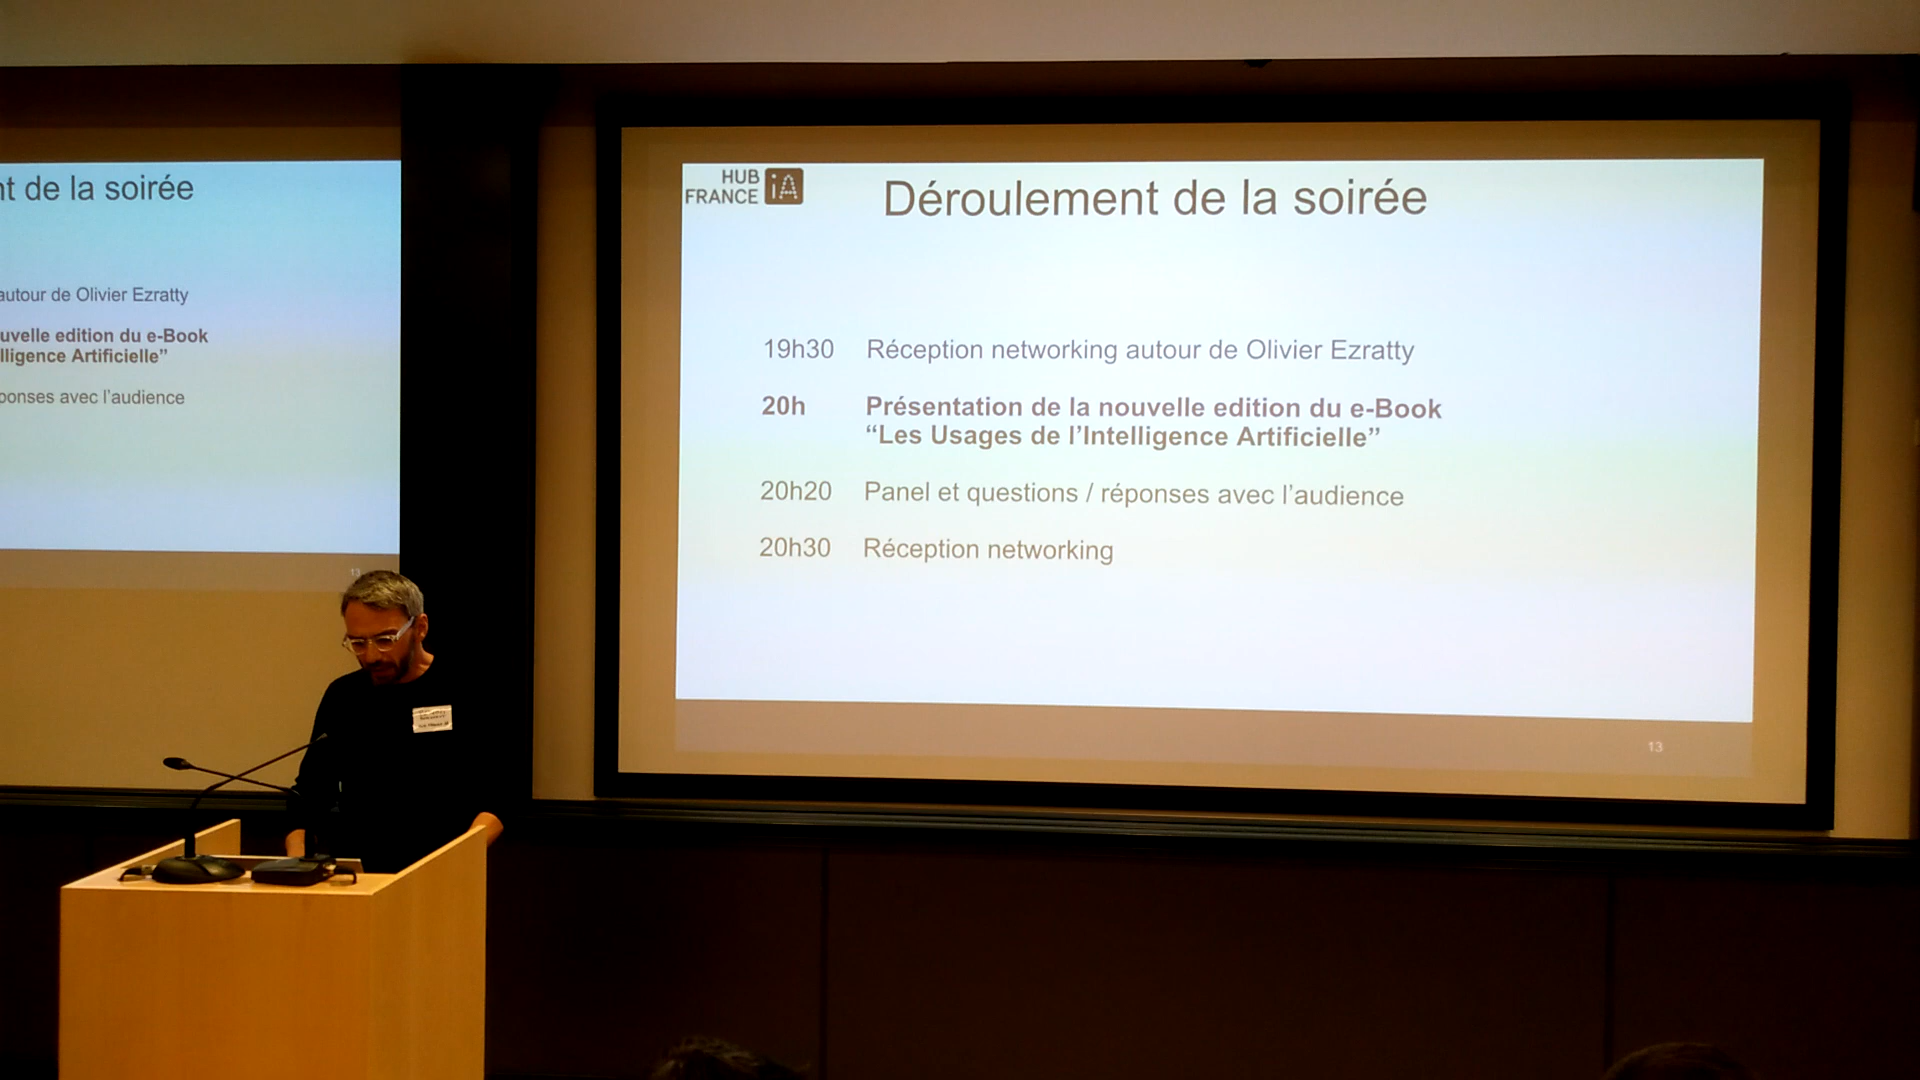 nt de la soirée
autour de Olivier Ezratty
uvelle edition du e-Book
lligence Artificielle”
ponses avec l’audience
13
HUB
FRANCE iA
Déroulement de la soirée
19h30 Réception networking autour de Olivier Ezratty
20h Présentation de la nouvelle edition du e-Book
“Les Usages de l’Intelligence Artificielle”
20h20 Panel et questions / réponses avec l’audience
20h30 Réception networking
13